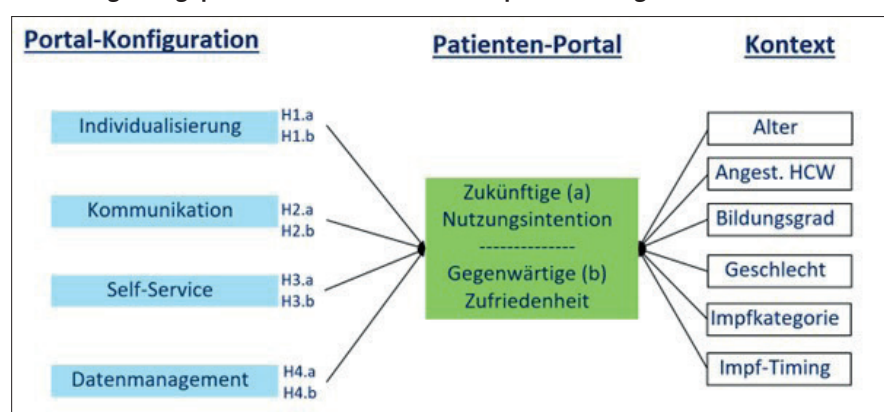 Portal-Konfiguration
Patienten-Portal
Kontext
Individualisierung
H1.a
H1.b
Kommunikation
H2.a
H2.b
Self-Service
H3.a
H3.b
Datenmanagement
H4.a
H4.b
Zukünftige (a)
Nutzungsintention
--------------
Gegenwärtige (b)
Zufriedenheit
Alter
Angest. HCW
Bildungsgrad
Geschlecht
Impfkategorie
Impf-Timing